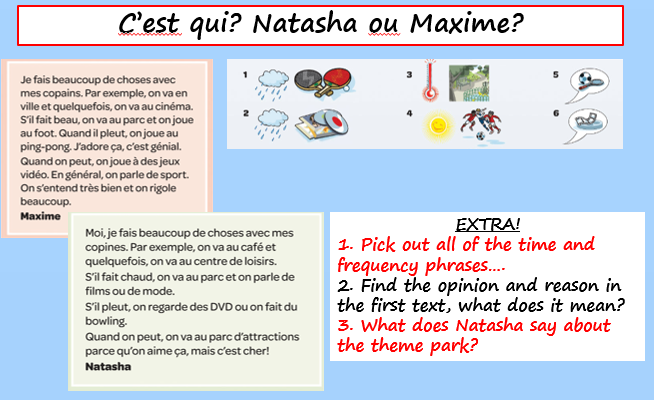 C'est qui? Natasha ou Maxime?
Je fais beaucoup de choses avec
mes copains. Par exemple, on va en
ville et quelquefois, on va au cinéma.
S'il fait beau, on va au parc et on joue
au foot. Quand il pleut, on joue au
ping-pong. J'adore ça, c'est génial.
Quand on peut, on joue à des jeux
vidéo. En général, on parle de sport.
On s'entend très bien et on rigole
beaucoup.
Maxime
1
2
3
4
5
6
Moi, je fais beaucoup de choses avec mes
copines. Par exemple, on va au café et
quelquefois, on va au centre de loisirs.
S'il fait chaud, on va au parc et on parle de
films ou de mode.
S'il pleut, on regarde des DVD ou on fait du
bowling.
Quand on peut, on va au parc d'attractions
parce qu'on aime ça, mais c'est cher!
Natasha
EXTRA!
1. Pick out all of the time and
frequency phrases....
2. Find the opinion and reason in
the first text, what does it mean?
3. What does Natasha say about
the theme park?